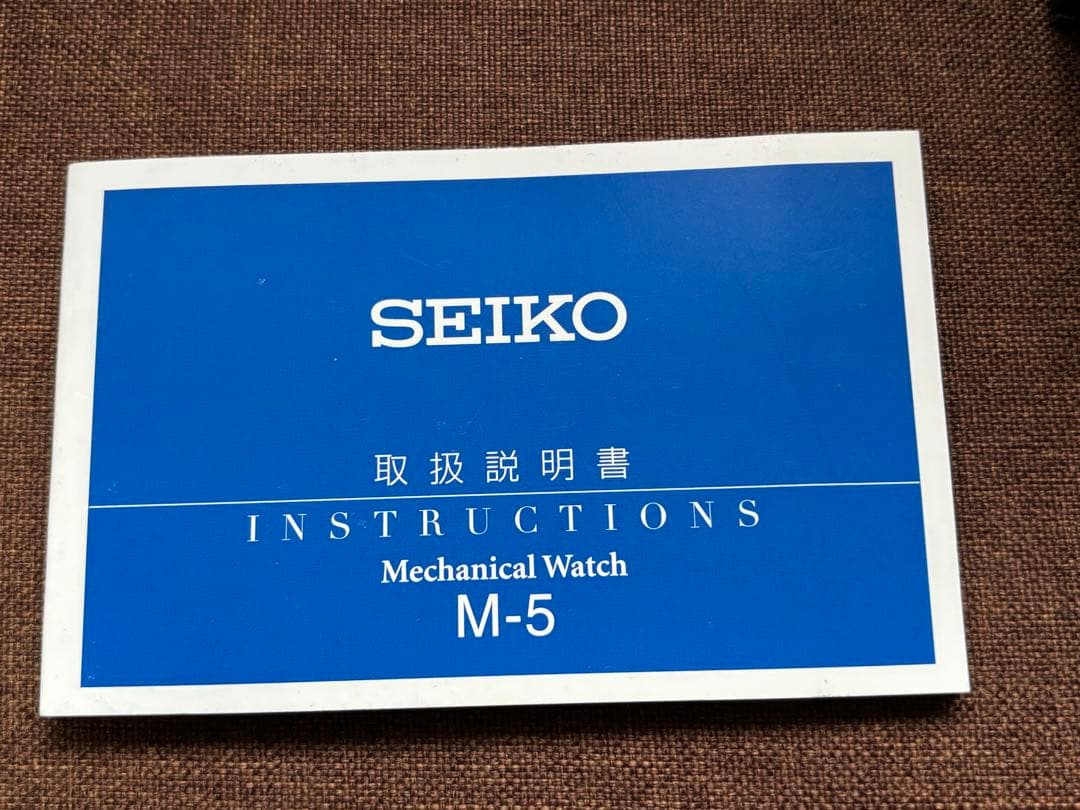 SEIKO
取扱説明書
INSTRUCTIONS
Mechanical Watch
M-5